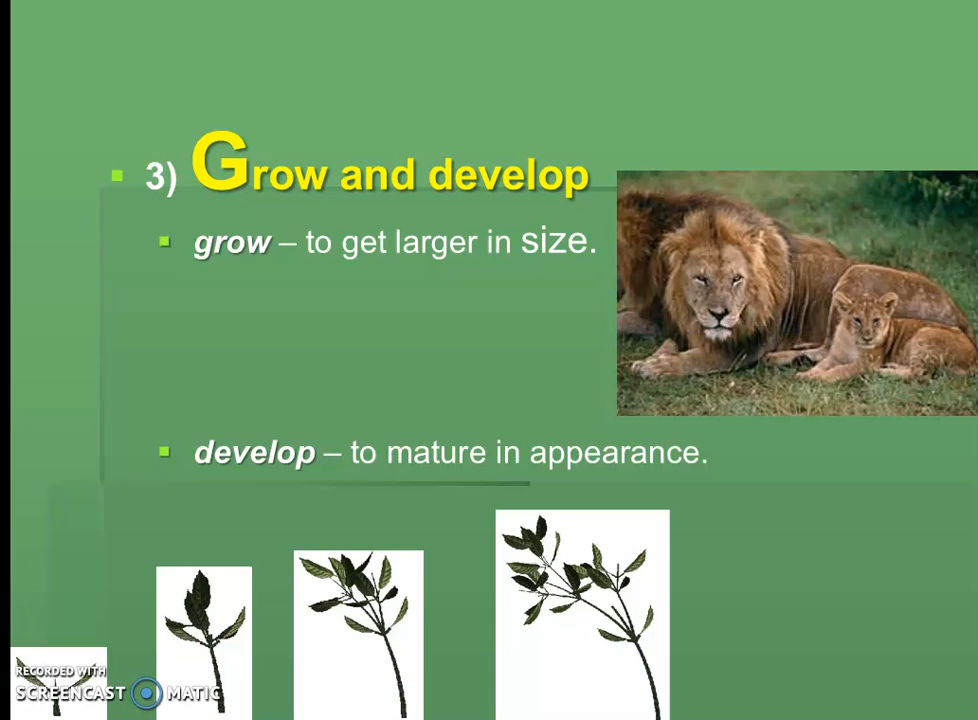 3) Grow and develop
grow – to get larger in size.
develop – to mature in appearance.
RECORDED WITH
SCREENCAST MATIC